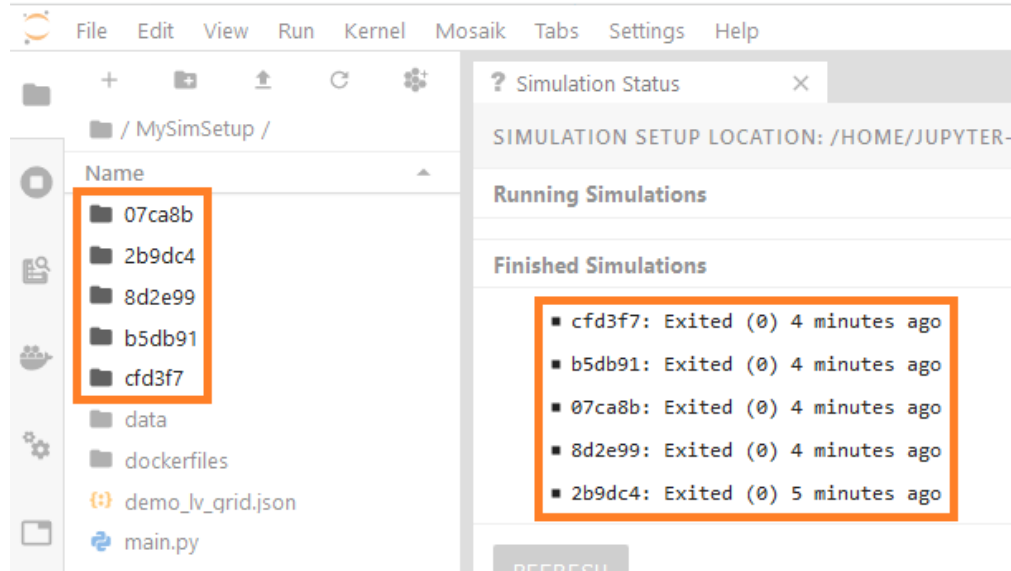 File Edit View Run Kernel Mosaik Tabs Settings Help
/ MySimSetup /
Name
07ca8b
2b9dc4
8d2e99
b5db91
cfd3f7
data
dockerfiles
demo_lv_grid.json
main.py
? Simulation Status
SIMULATION SETUP LOCATION: /HOME/JUPYTER-
Running Simulations
Finished Simulations
▪ cfd3f7: Exited (0) 4 minutes ago
▪ b5db91: Exited (0) 4 minutes ago
▪ 07ca8b: Exited (0) 4 minutes ago
▪ 8d2e99: Exited (0) 4 minutes ago
▪ 2b9dc4: Exited (0) 5 minutes ago
REFRESH